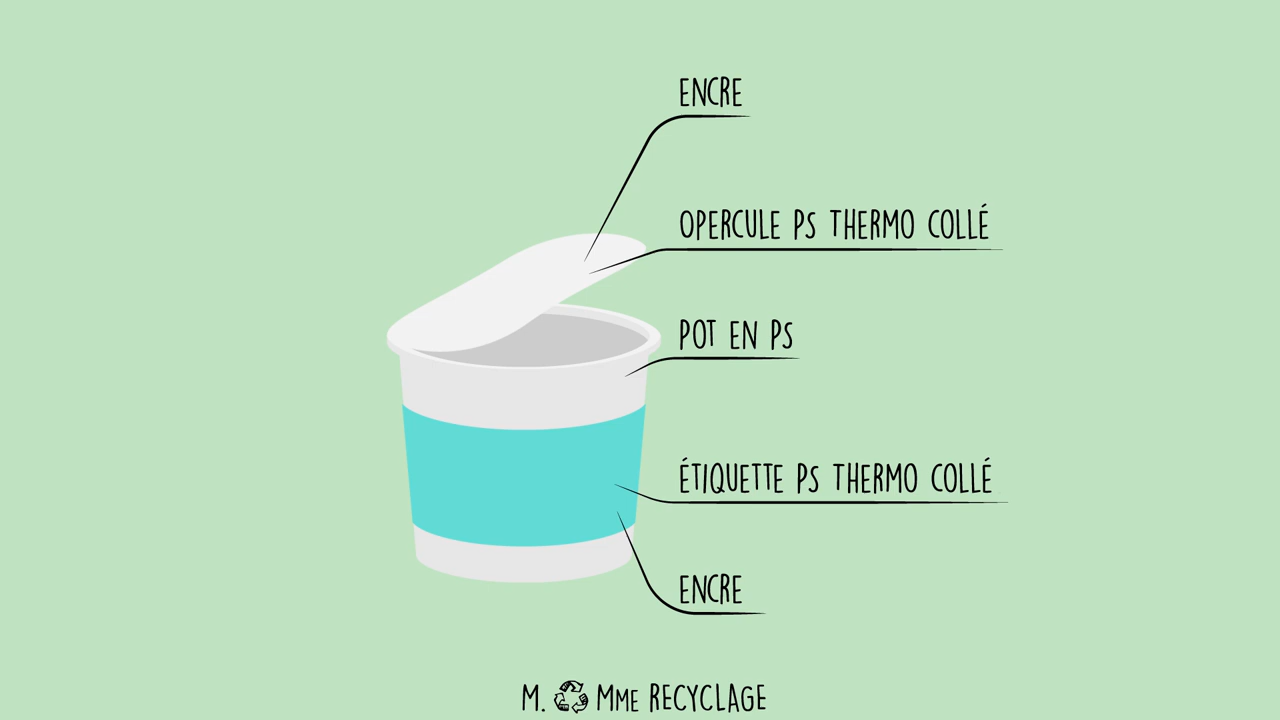 ENCRE
OPERCULE PS THERMO COLLÉ
POT EN PS
ÉTIQUETTE PS THERMO COLLÉ
ENCRE
M. MME RECYCLAGE